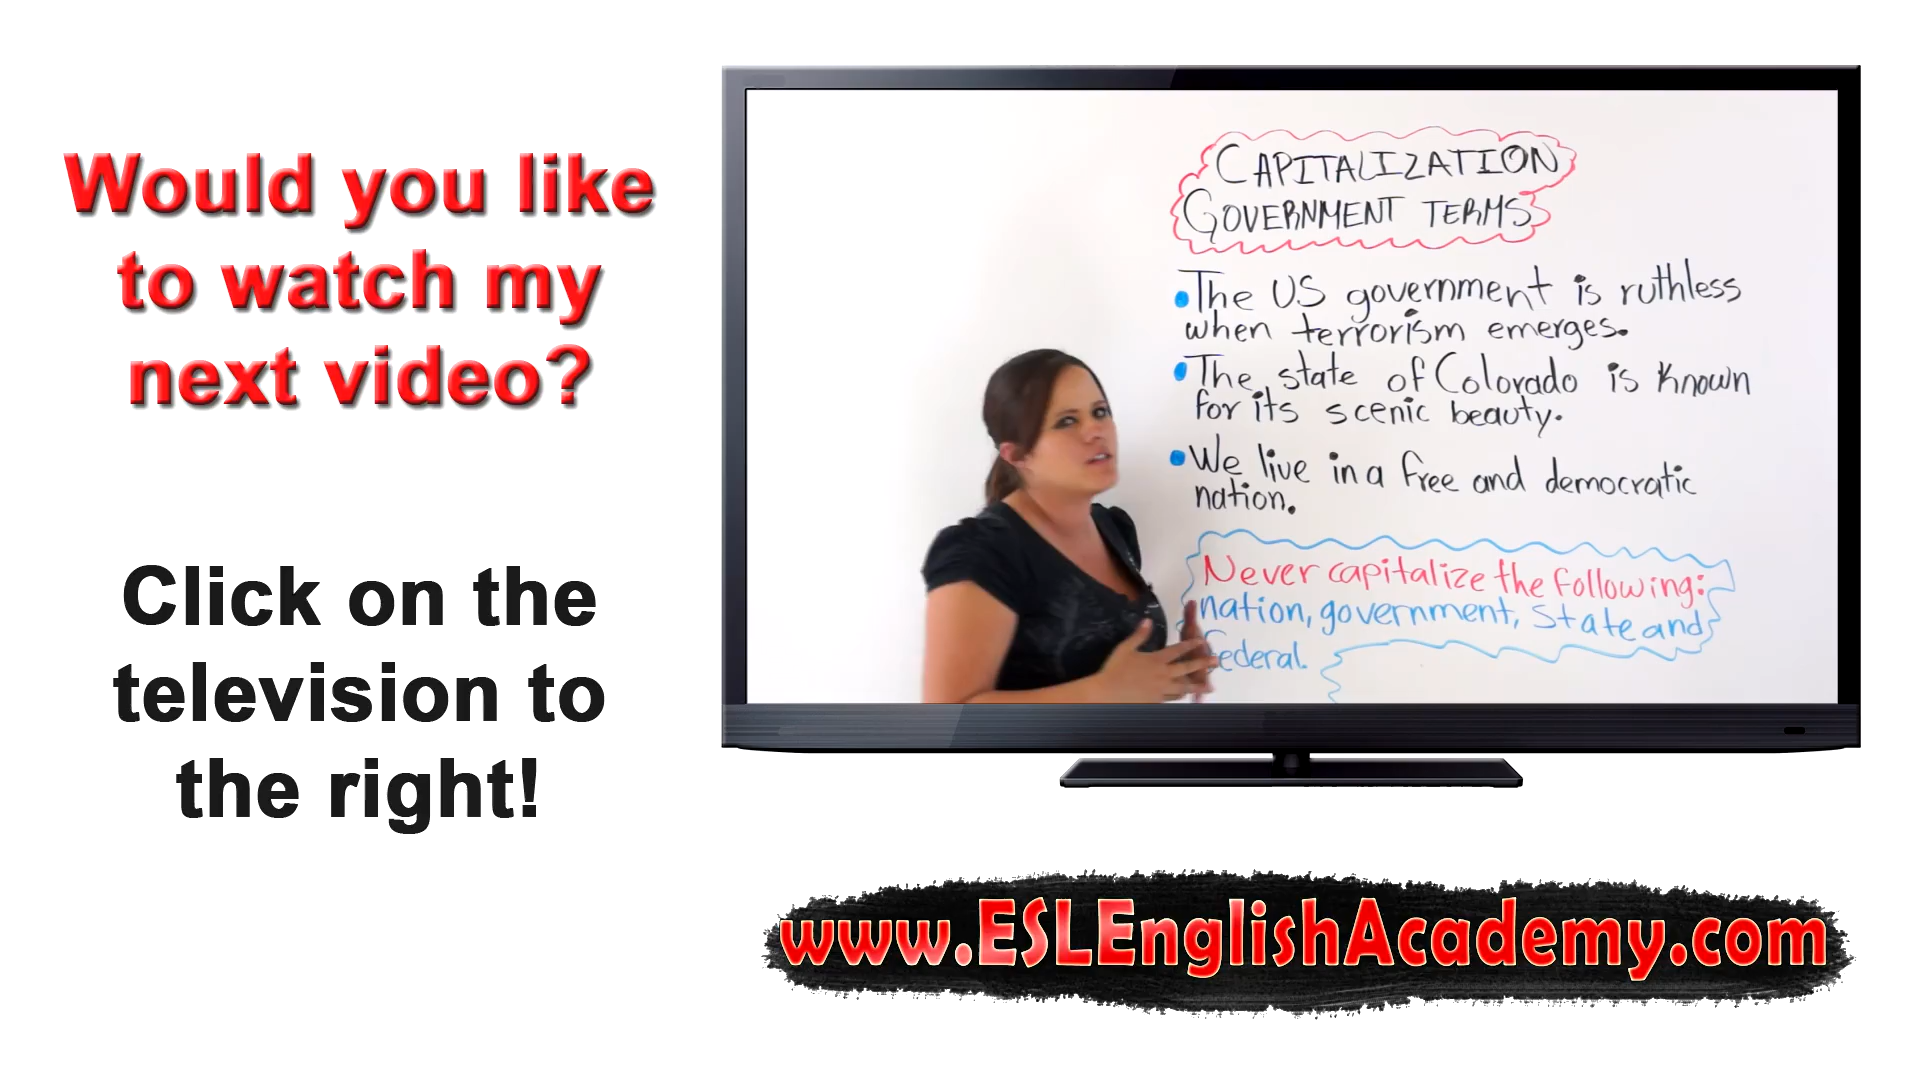 Would you like
to watch my
next video?
Click on the
television to
the right!
CAPITALIZATION
GOVERNMENT TERMS
•The US government is ruthless
when terrorism emerges.
•The state of Colorado is known
for its scenic beauty.
•We live in a free and democratic
nation.
Never capitalize the following:
nation, government, state and
federal.
www.ESLEnglishAcademy.com